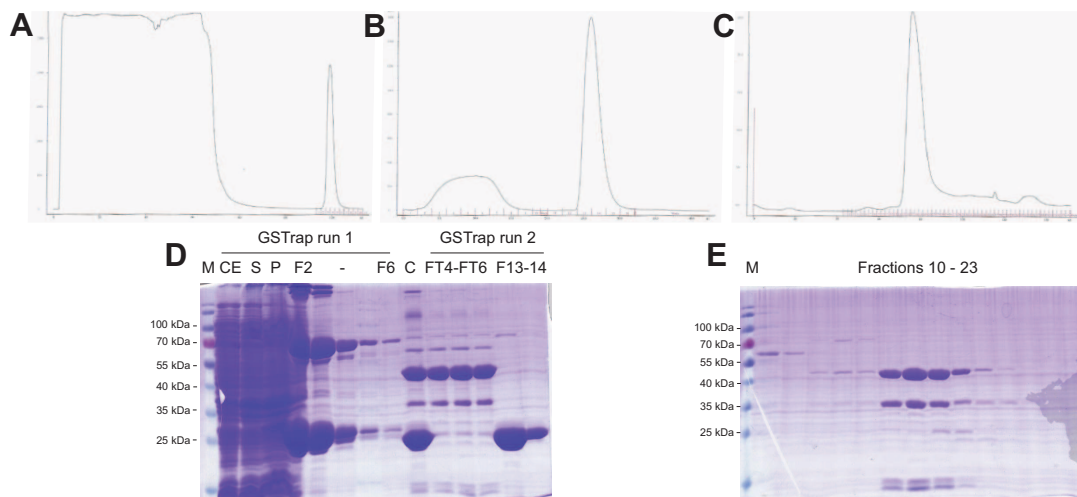 A
B
C
D
GSTrap run 1
GSTrap run 2
M CE S P F2 - F6 C FT4-FT6 F13-14
100 kDa -
70 kDa -
55 kDa -
40 kDa -
35 kDa -
25 kDa -
E
M
Fractions 10 - 23
100 kDa -
70 kDa -
55 kDa -
40 kDa -
35 kDa -
25 kDa -